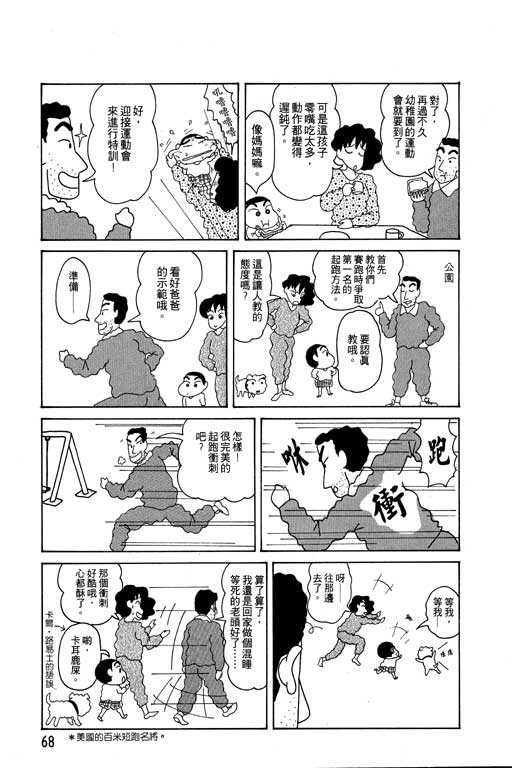 對了,
再過不久
幼稚園的運動
會就要到了。
可是這孩子
零嘴吃太多,
動作都變得
遲鈍了。
像媽媽嘛。
吼嚕嚕嚕
好,
迎接運動會
來進行特訓!
公園
首先
教你們
賽跑時爭取
第一名的
起跑方法。
要認真
教哦。
這是讓人教的
態度嗎?
看好爸爸
的示範哦。
準備——
跑
衝
咻
怎樣!
很完美的
起跑衝刺
吧?
等我
等我
呀——
往那邊
去了。
算了算了,
我還是回家做個混睡
等死的老頭好了……
那個衝刺
好酷哦,
心都酥了。
喲,
卡耳鹿屎。
卡爾・路易士的語誤
*美國的百米短跑名將。
68